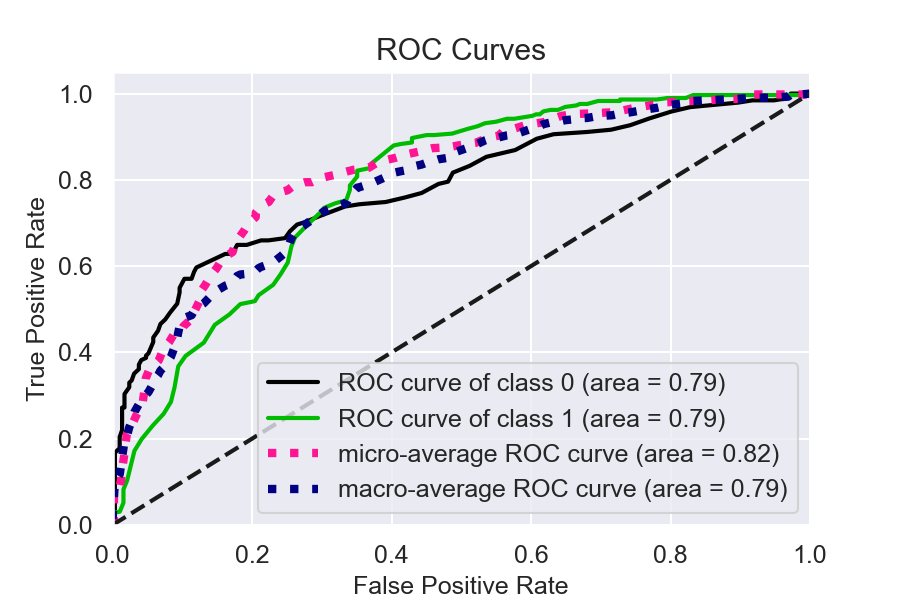 ROC Curves
True Positive Rate
1.0
0.8
0.6
0.4
0.2
0.0
ROC curve of class 0 (area = 0.79)
ROC curve of class 1 (area = 0.79)
micro-average ROC curve (area = 0.82)
macro-average ROC curve (area = 0.79)
0.0 0.2 0.4 0.6 0.8 1.0
False Positive Rate